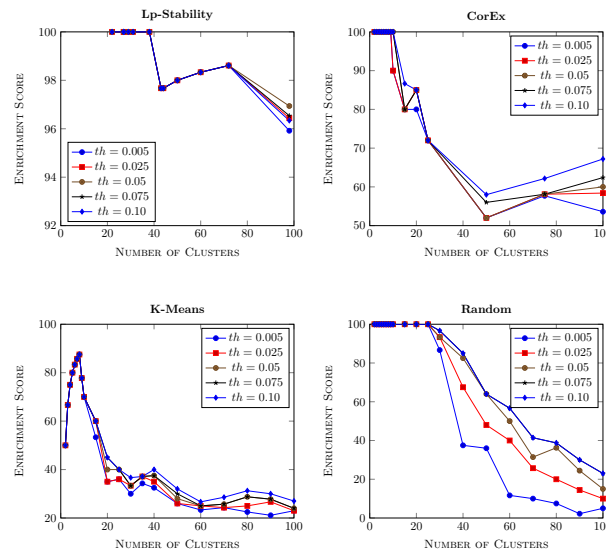 Lp-Stability
CorEx
ENRICHMENT SCORE
100
98
96
94
92
th = 0.005
th = 0.025
th = 0.05
th = 0.075
th = 0.10
0 20 40 60 80 100
NUMBER OF CLUSTERS
ENRICHMENT SCORE
100
90
80
70
60
50
th = 0.005
th = 0.025
th = 0.05
th = 0.075
th = 0.10
0 20 40 60 80 100
NUMBER OF CLUSTERS
K-Means
Random
ENRICHMENT SCORE
100
80
60
40
20
th = 0.005
th = 0.025
th = 0.05
th = 0.075
th = 0.10
0 20 40 60 80 100
NUMBER OF CLUSTERS
ENRICHMENT SCORE
100
80
60
40
20
0
th = 0.005
th = 0.025
th = 0.05
th = 0.075
th = 0.10
0 20 40 60 80 100
NUMBER OF CLUSTERS